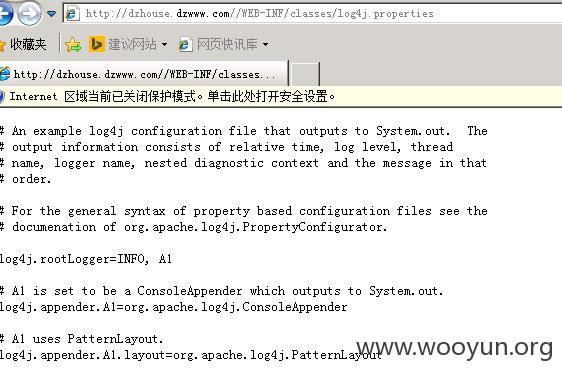 http://dzhouse.dzwww.com//WEB-INF/classes/log4j.properties
收藏夹 建议网站 网页快讯库
http://dzhouse.dzwww.com//WEB-INF/classes...
Internet 区域当前已关闭保护模式。单击此处打开安全设置。
# An example log4j configuration file that outputs to System.out.  The
# output information consists of relative time, log level, thread
# name, logger name, nested diagnostic context and the message in that
# order.
# For the general syntax of property based configuration files see the
# documenation of org.apache.log4j.PropertyConfigurator.
log4j.rootLogger=INFO, A1
# A1 is set to be a ConsoleAppender which outputs to System.out.
log4j.appender.A1=org.apache.log4j.ConsoleAppender
# A1 uses PatternLayout.
log4j.appender.A1.layout=org.apache.log4j.PatternLayout
www.wooyun.org